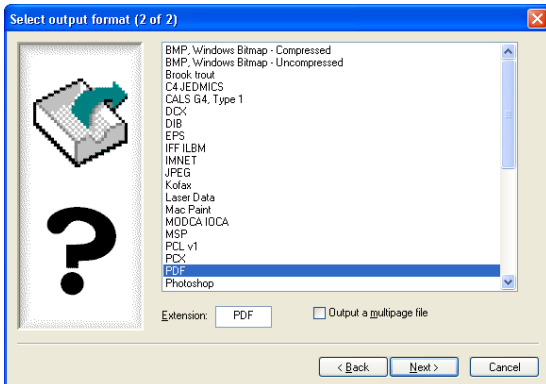 Select output format (2 of 2)
BMP, Windows Bitmap - Compressed
BMP, Windows Bitmap - Uncompressed
Brook trout
C4 JEDMICS
CALS G4, Type 1
DCX
DIB
EPS
IFF ILBM
IMNET
JPEG
Kofax
Laser Data
Mac Paint
MODCA IOCA
MSP
PCL v1
PCX
PDF
Photoshop
Extension: PDF Output a multipage file
< Back Next > Cancel